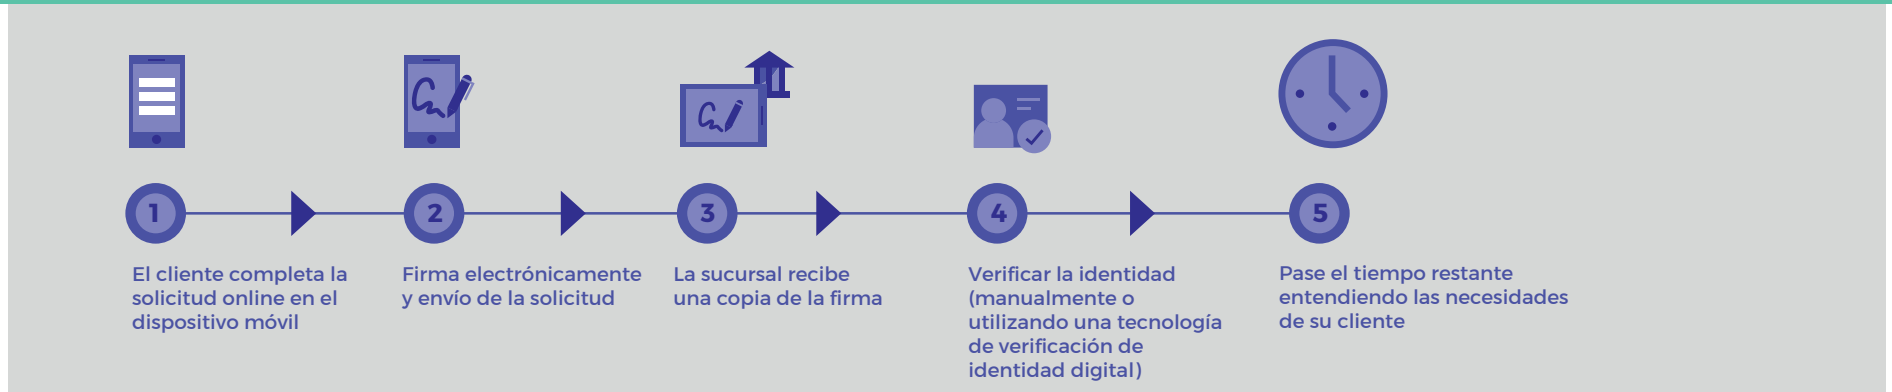 1
2
3
4
5
El cliente completa la
solicitud online en el
dispositivo móvil
Firma electrónicamente
y envío de la solicitud
La sucursal recibe
una copia de la firma
Verificar la identidad
(manualmente o
utilizando una tecnología
de verificación de
identidad digital)
Pase el tiempo restante
entendiendo las necesidades
de su cliente